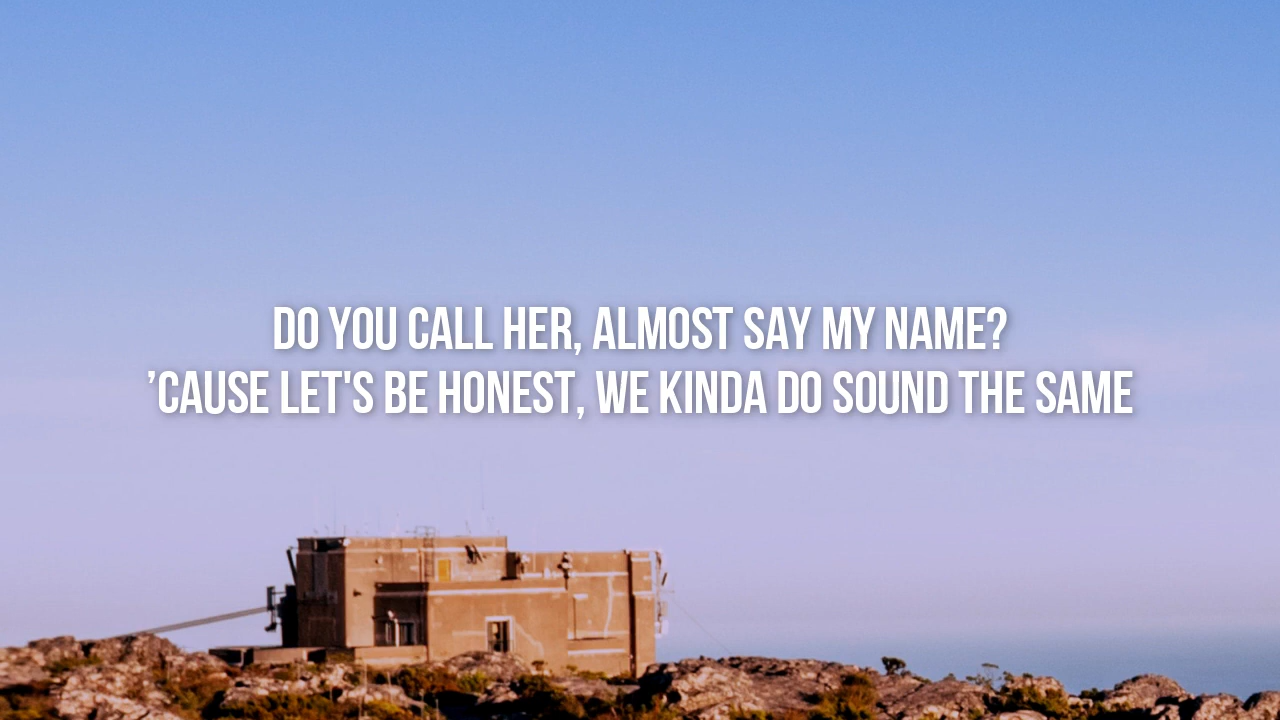 DO YOU CALL HER, ALMOST SAY MY NAME?
’CAUSE LET'S BE HONEST, WE KINDA DO SOUND THE SAME